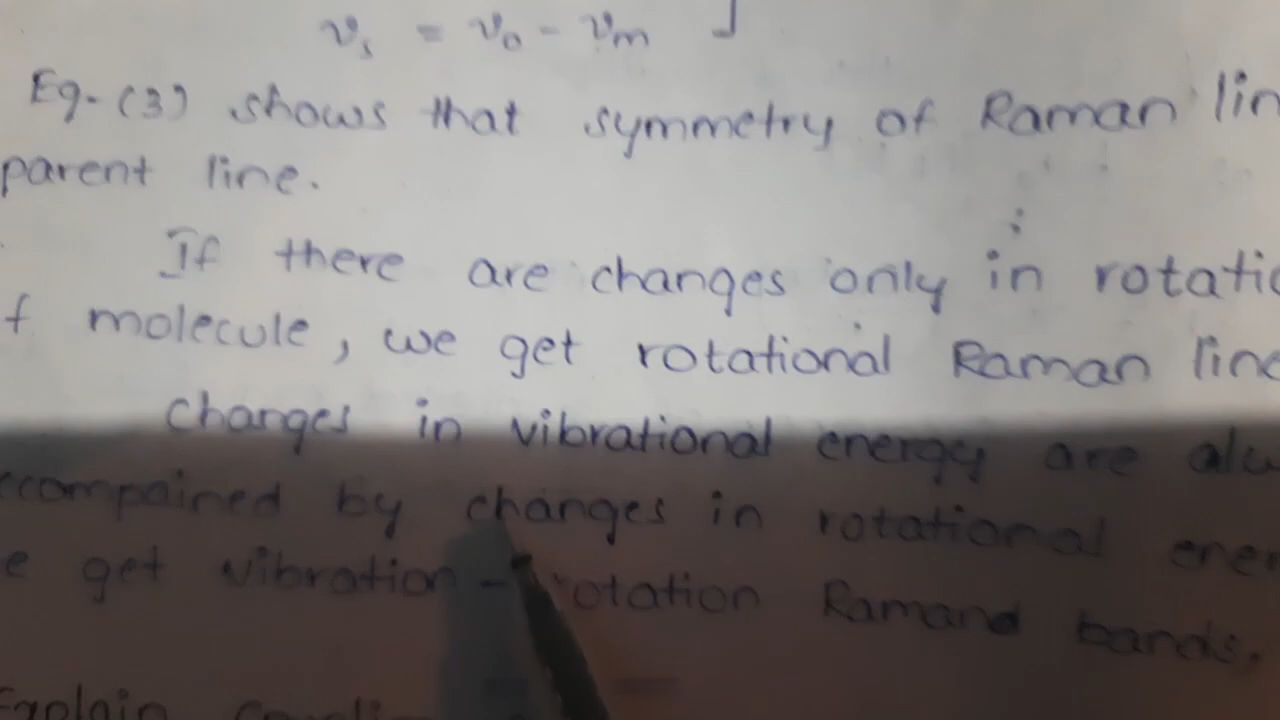 νs = ν0 - νm ]
Eq. (3) shows that symmetry of Raman lin
parent line.
If there are changes only in rotatio
f molecule, we get rotational Raman line
changes in vibrational energy are alw
ccompained by changes in rotational ener
e get vibration - rotation Ramand bands.
Explain